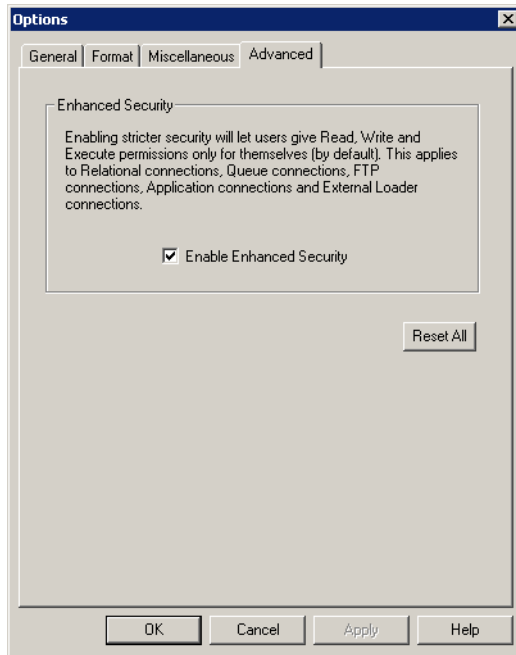 Options
General Format Miscellaneous Advanced
Enhanced Security
Enabling stricter security will let users give Read, Write and
Execute permissions only for themselves (by default). This applies
to Relational connections, Queue connections, FTP
connections, Application connections and External Loader
connections.
Enable Enhanced Security
Reset All
OK Cancel Apply Help